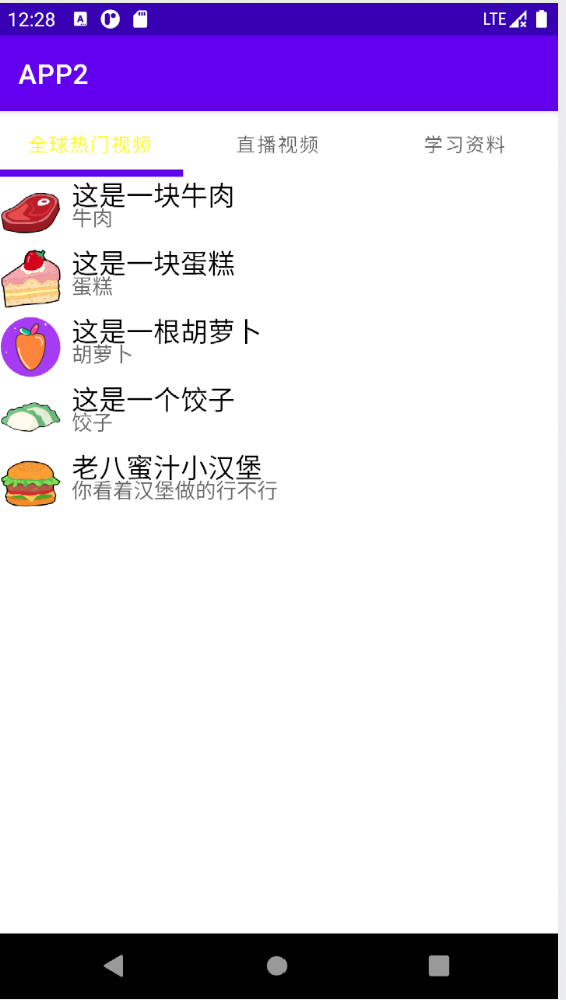 12:28 A LTE
APP2
全球热门视频 直播视频 学习资料
这是一块牛肉
牛肉
这是一块蛋糕
蛋糕
这是一根胡萝卜
胡萝卜
这是一个饺子
饺子
老八蜜汁小汉堡
你看着汉堡做的行不行